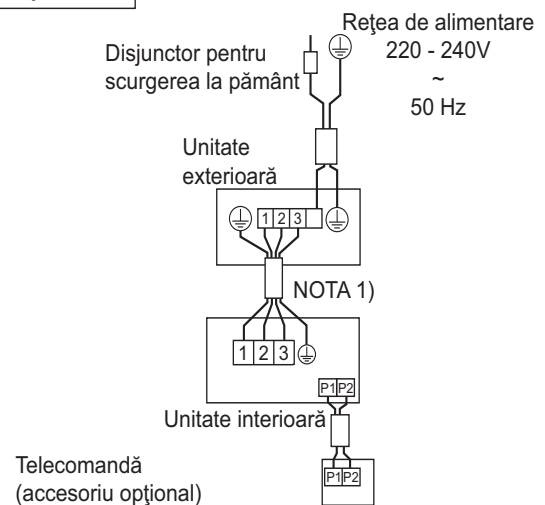 Reţea de alimentare
220 - 240V
~
50 Hz
Disjunctor pentru
scurgerea la pământ
Unitate
exterioară
1 2 3
NOTA 1)
1 2 3
P1 P2
Unitate interioară
P1 P2
Telecomandă
(accesoriu opţional)